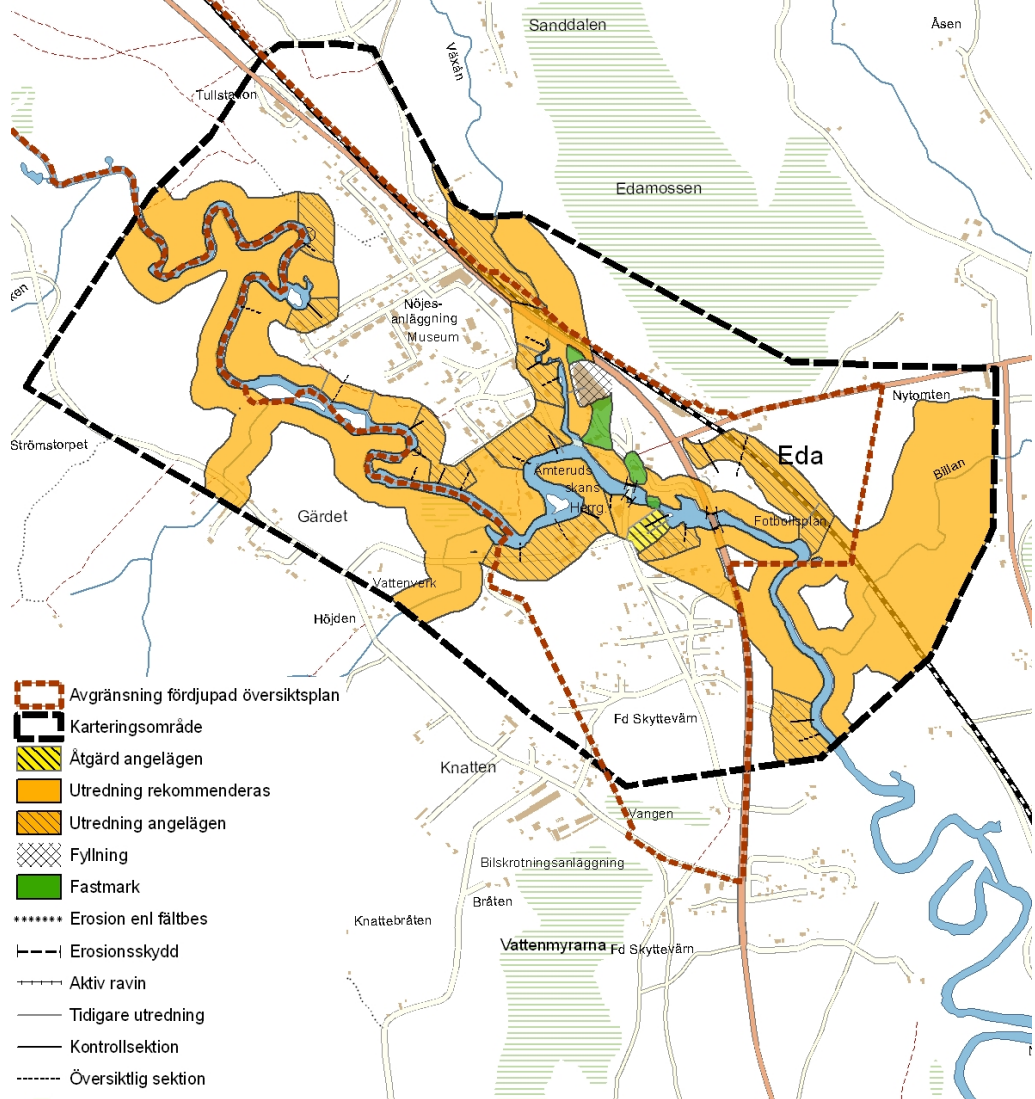 Sanddalen
Åsen
Växån
Tullstation
Edamossen
ken
Nöjes-
anläggning
Museum
Nytomten
Strömstorpet
Eda
Billan
Amteruds
skans
Herrg.
Gärdet
Fotbollsplan
Vattenverk
Höjden
Avgränsning fördjupad översiktsplan
Karteringsområde
Åtgärd angelägen
Utredning rekommenderas
Utredning angelägen
Fyllning
Fastmark
Erosion enl fältbes
Erosionsskydd
Aktiv ravin
Tidigare utredning
Kontrollsektion
Översiktlig sektion
Fd Skyttevärn
Knatten
Vangen
Bilskrotningsanläggning
Bråten
Knattebråten
Vattenmyrarna
Fd Skyttevärn